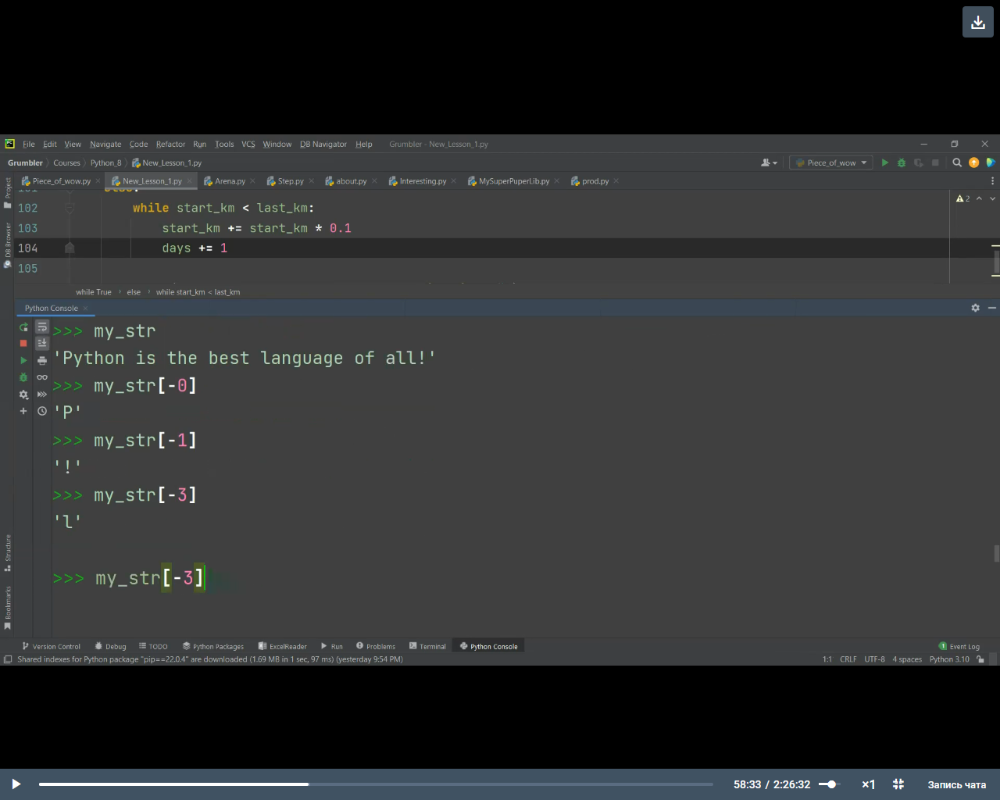 File Edit View Navigate Code Refactor Run Tools VCS Window DB Navigator Help Grumbler - New_Lesson_1.py
Grumbler Courses Python_8 New_Lesson_1.py Piece_of_wow
Piece_of_wow.py New_Lesson_1.py Arena.py Step.py about.py Interesting.py MySuperPuperLib.py prod.py
Project
DB Browser
102 while start_km < last_km:
103 start_km += start_km * 0.1
104 days += 1
105
2
while True › else › while start_km < last_km
Python Console
>>> my_str
'Python is the best language of all!'
>>> my_str[-0]
'P'
>>> my_str[-1]
'!'
>>> my_str[-3]
'l'
>>> my_str[-3]
Structure
Bookmarks
Version Control Debug TODO Python Packages ExcelReader Run Problems Terminal Python Console 1 Event Log
Shared indexes for Python package "pip==22.0.4" are downloaded (1.69 MB in 1 sec, 97 ms) (yesterday 9:54 PM) 1:1 CRLF UTF-8 4 spaces Python 3.10
58:33 / 2:26:32 ×1 Запись чата